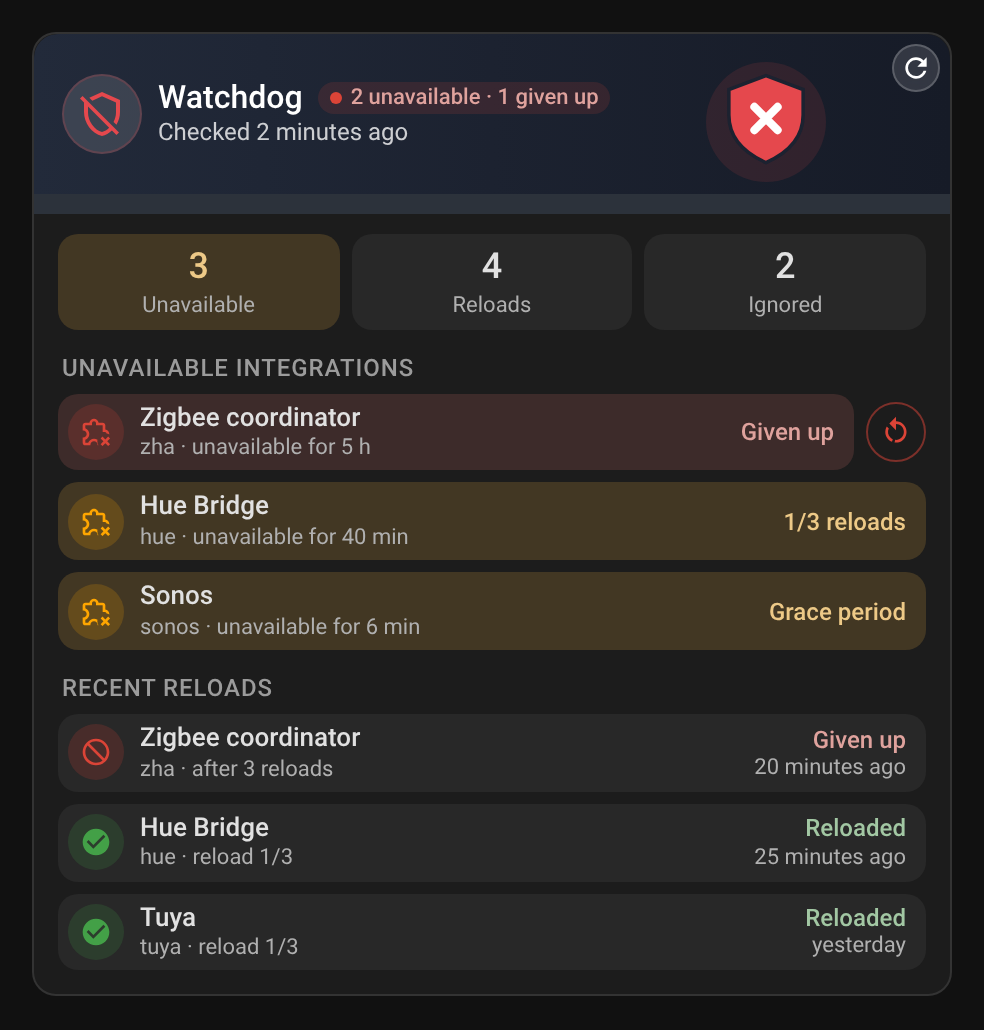 Watchdog
2 unavailable · 1 given up
Checked 2 minutes ago
3
Unavailable
4
Reloads
2
Ignored
UNAVAILABLE INTEGRATIONS
Zigbee coordinator
zha · unavailable for 5 h
Given up
Hue Bridge
hue · unavailable for 40 min
1/3 reloads
Sonos
sonos · unavailable for 6 min
Grace period
RECENT RELOADS
Zigbee coordinator
zha · after 3 reloads
Given up
20 minutes ago
Hue Bridge
hue · reload 1/3
Reloaded
25 minutes ago
Tuya
tuya · reload 1/3
Reloaded
yesterday